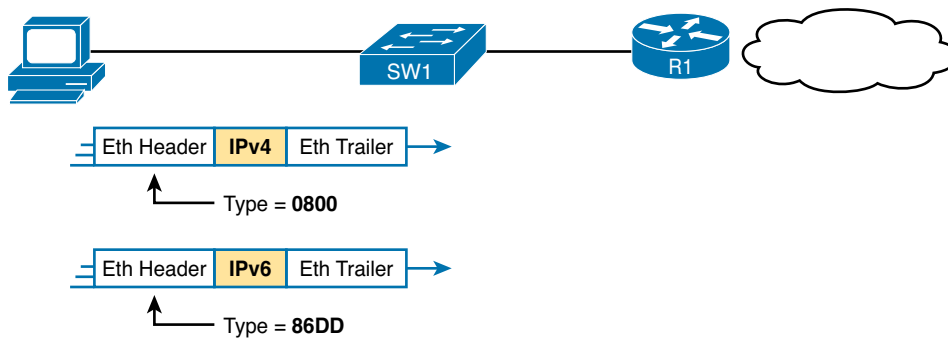 SW1
R1
Eth Header IPv4 Eth Trailer
Type = 0800
Eth Header IPv6 Eth Trailer
Type = 86DD